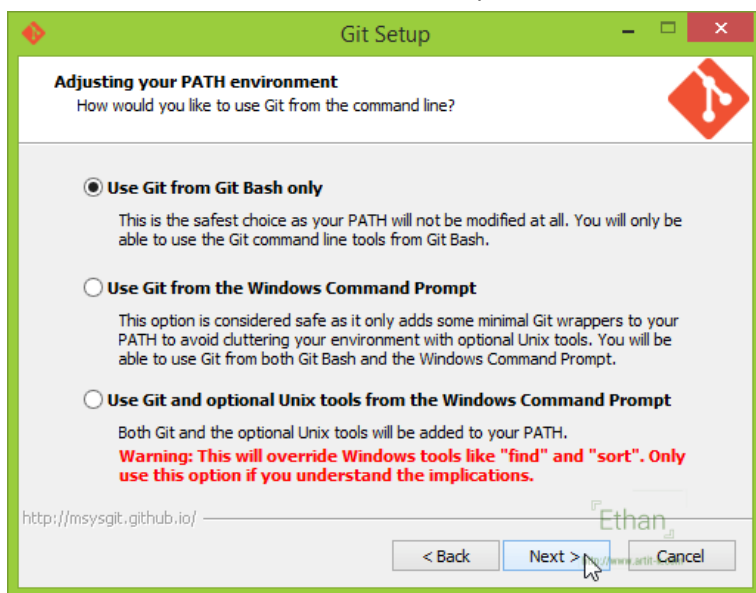 Git Setup
Adjusting your PATH environment
How would you like to use Git from the command line?
Use Git from Git Bash only
This is the safest choice as your PATH will not be modified at all. You will only be
able to use the Git command line tools from Git Bash.
Use Git from the Windows Command Prompt
This option is considered safe as it only adds some minimal Git wrappers to your
PATH to avoid cluttering your environment with optional Unix tools. You will be
able to use Git from both Git Bash and the Windows Command Prompt.
Use Git and optional Unix tools from the Windows Command Prompt
Both Git and the optional Unix tools will be added to your PATH.
Warning: This will override Windows tools like "find" and "sort". Only
use this option if you understand the implications.
http://msysgit.github.io/
『Ethan』
< Back Next > Cancel